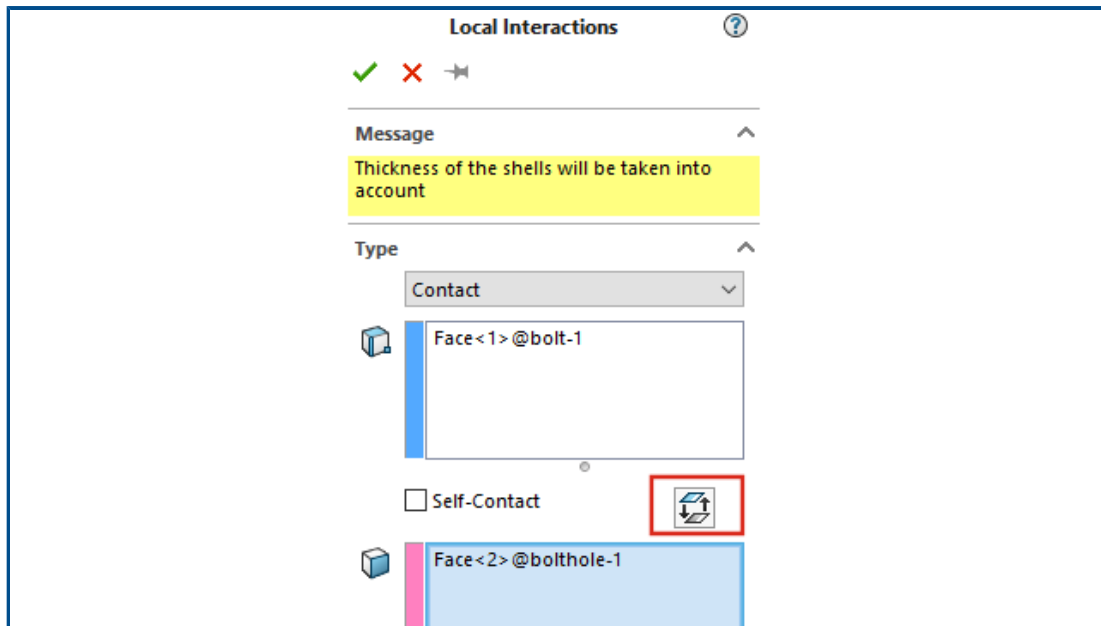 Local Interactions
?
Message
Thickness of the shells will be taken into
account
Type
Contact
Face<1>@bolt-1
Self-Contact
Face<2>@bolthole-1